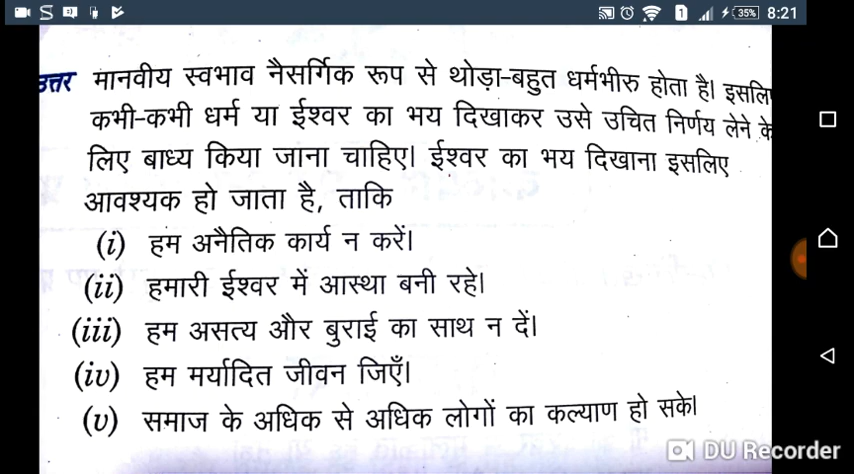 35% 8:21
उत्तर मानवीय स्वभाव नैसर्गिक रूप से थोड़ा-बहुत धर्मभीरु होता है। इसलिए
कभी-कभी धर्म या ईश्वर का भय दिखाकर उसे उचित निर्णय लेने के
लिए बाध्य किया जाना चाहिए। ईश्वर का भय दिखाना इसलिए
आवश्यक हो जाता है, ताकि
(i) हम अनैतिक कार्य न करें।
(ii) हमारी ईश्वर में आस्था बनी रहे।
(iii) हम असत्य और बुराई का साथ न दें।
(iv) हम मर्यादित जीवन जिएँ।
(v) समाज के अधिक से अधिक लोगों का कल्याण हो सके।
DU Recorder